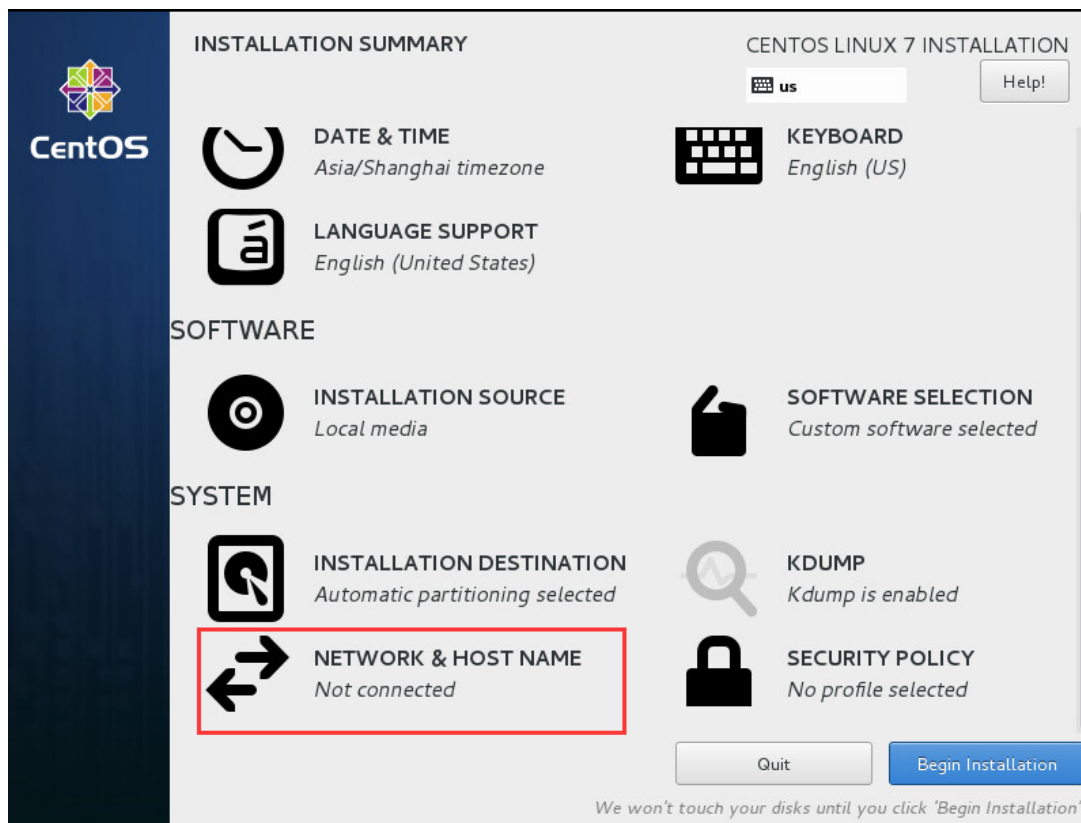 INSTALLATION SUMMARY
CENTOS LINUX 7 INSTALLATION
us
Help!
CentOS
DATE & TIME
Asia/Shanghai timezone
KEYBOARD
English (US)
á
LANGUAGE SUPPORT
English (United States)
SOFTWARE
INSTALLATION SOURCE
Local media
SOFTWARE SELECTION
Custom software selected
SYSTEM
INSTALLATION DESTINATION
Automatic partitioning selected
KDUMP
Kdump is enabled
NETWORK & HOST NAME
Not connected
SECURITY POLICY
No profile selected
Quit
Begin Installation
We won't touch your disks until you click 'Begin Installation'